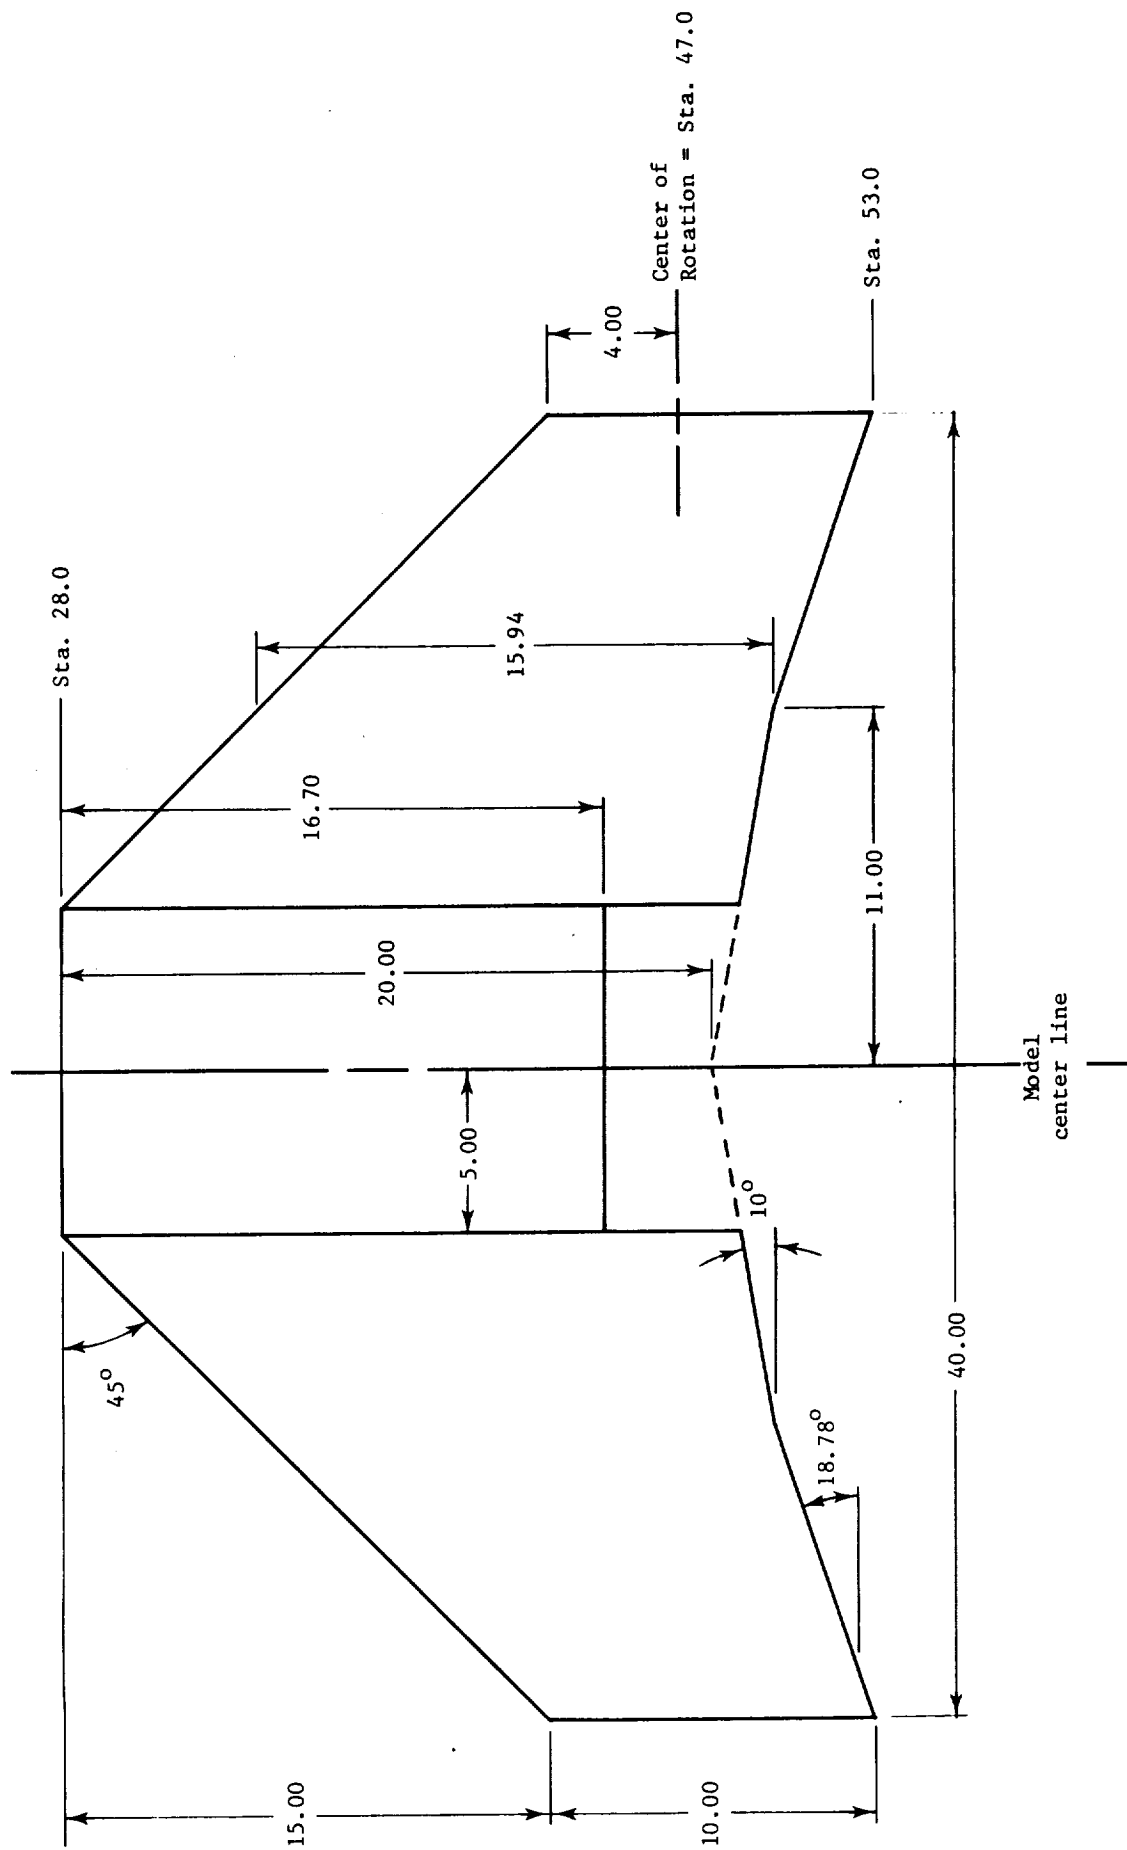 Sta. 28.0
45°
16.70
20.00
15.94
4.00
Center of
Rotation = Sta. 47.0
Sta. 53.0
5.00
10°
18.78°
11.00
15.00
10.00
40.00
Model
center line